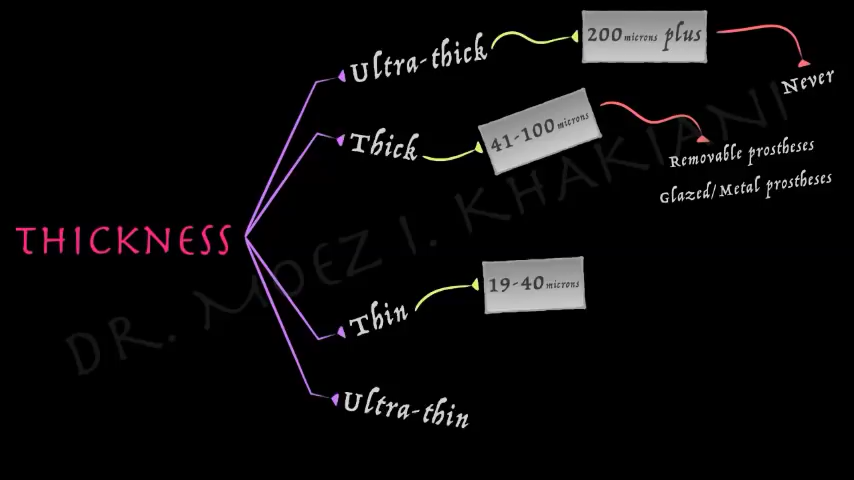 Ultra-thick
200 microns plus
Never
Thick
41-100 microns
Removable prostheses
Glazed/Metal prostheses
THICKNESS
Thin
19-40 microns
Ultra-thin
DR. MOEZ I. KHAKIANI